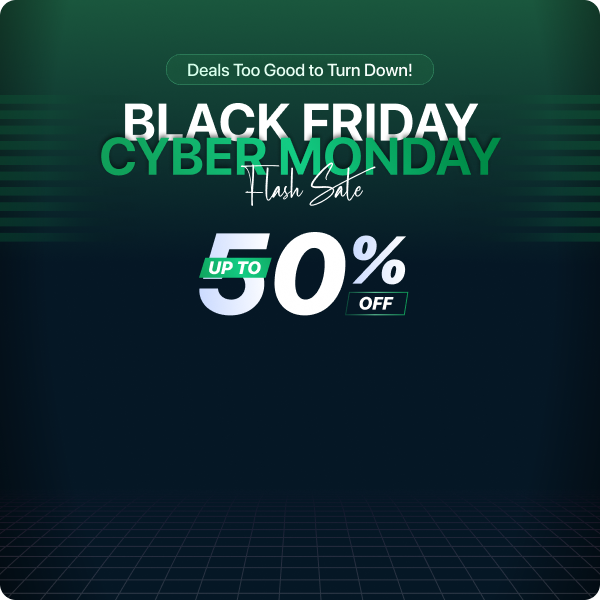 Deals Too Good to Turn Down!
BLACK FRIDAY
CYBER MONDAY
Flash Sale
UP TO
50%
OFF